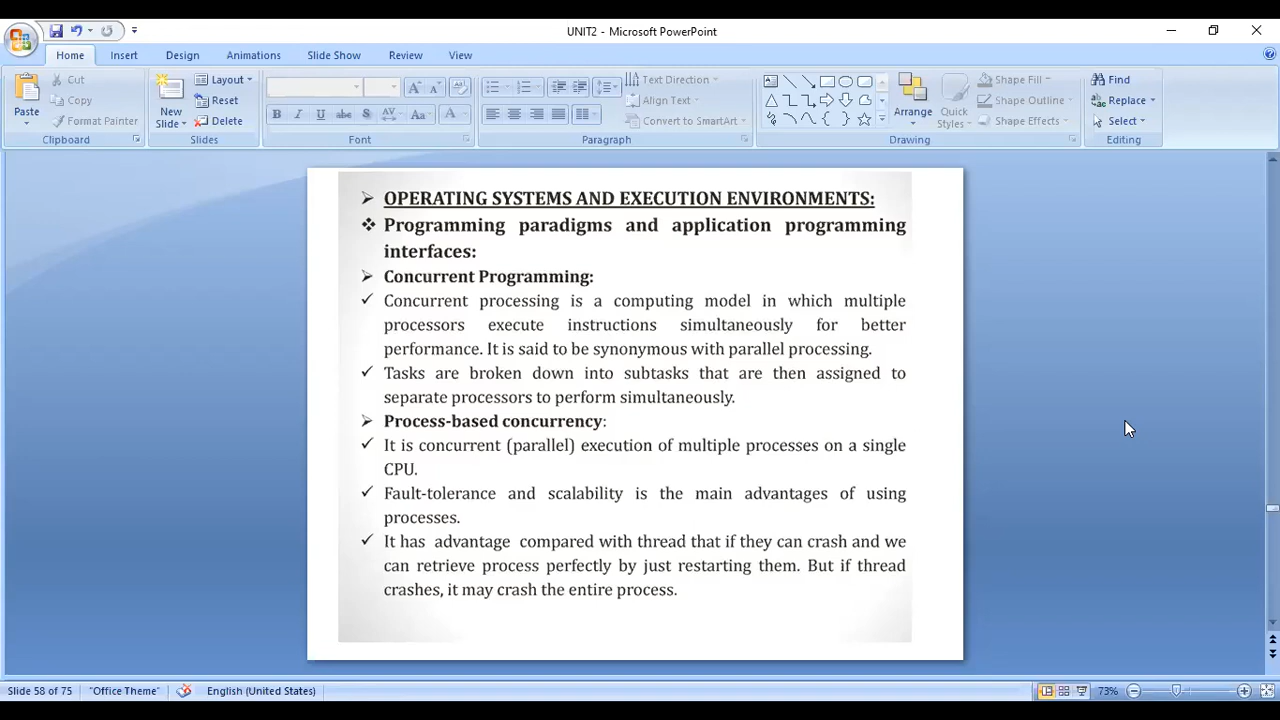 UNIT2 - Microsoft PowerPoint
Home Insert Design Animations Slide Show Review View
Paste
Cut
Copy
Format Painter
Clipboard
New Slide
Layout
Reset
Delete
Slides
B I U abc S AV Aa A
Font
Text Direction
Align Text
Convert to SmartArt
Paragraph
Arrange
Quick Styles
Shape Fill
Shape Outline
Shape Effects
Drawing
Find
Replace
Select
Editing
OPERATING SYSTEMS AND EXECUTION ENVIRONMENTS:
Programming paradigms and application programming
interfaces:
Concurrent Programming:
Concurrent processing is a computing model in which multiple
processors execute instructions simultaneously for better
performance. It is said to be synonymous with parallel processing.
Tasks are broken down into subtasks that are then assigned to
separate processors to perform simultaneously.
Process-based concurrency:
It is concurrent (parallel) execution of multiple processes on a single
CPU.
Fault-tolerance and scalability is the main advantages of using
processes.
It has advantage compared with thread that if they can crash and we
can retrieve process perfectly by just restarting them. But if thread
crashes, it may crash the entire process.
Slide 58 of 75 "Office Theme" English (United States) 73%